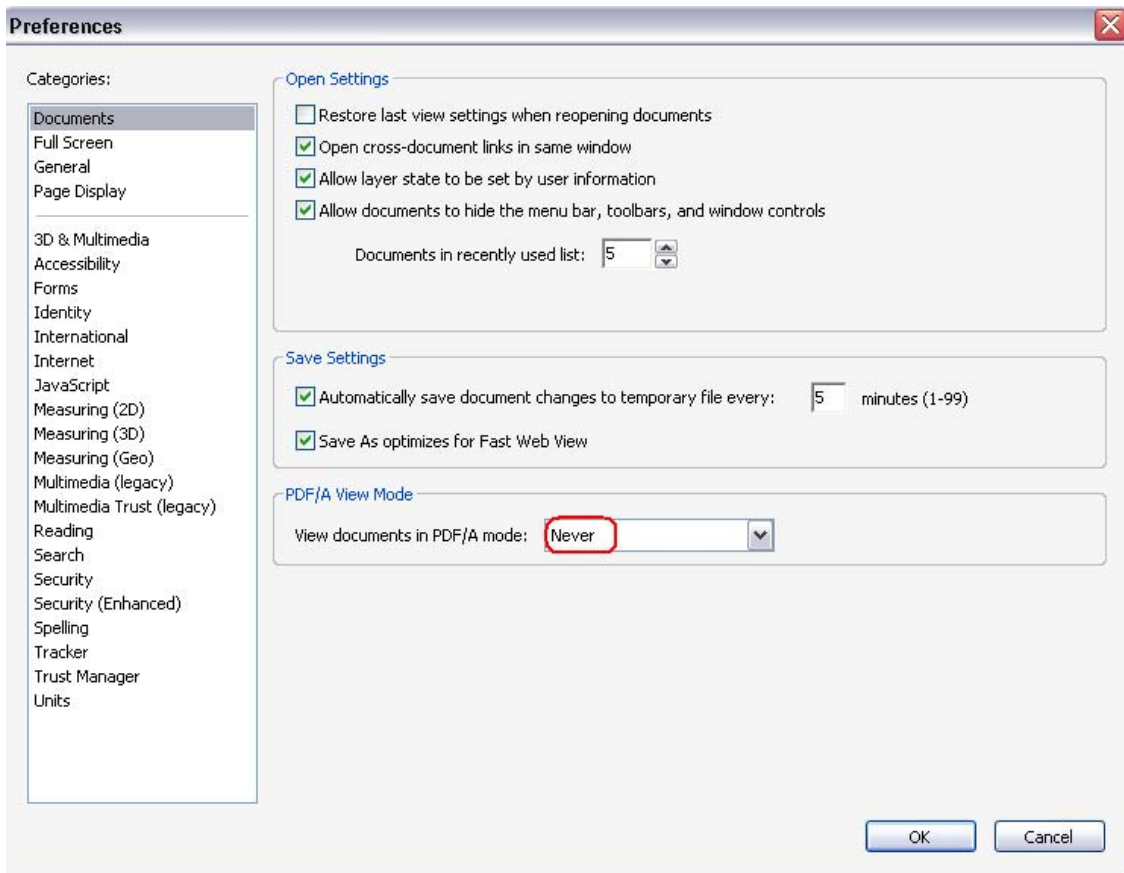 Preferences
Categories:
Documents
Full Screen
General
Page Display
3D & Multimedia
Accessibility
Forms
Identity
International
Internet
JavaScript
Measuring (2D)
Measuring (3D)
Measuring (Geo)
Multimedia (legacy)
Multimedia Trust (legacy)
Reading
Search
Security
Security (Enhanced)
Spelling
Tracker
Trust Manager
Units
Open Settings
Restore last view settings when reopening documents
Open cross-document links in same window
Allow layer state to be set by user information
Allow documents to hide the menu bar, toolbars, and window controls
Documents in recently used list: 5
Save Settings
Automatically save document changes to temporary file every: 5 minutes (1-99)
Save As optimizes for Fast Web View
PDF/A View Mode
View documents in PDF/A mode: Never
OK Cancel